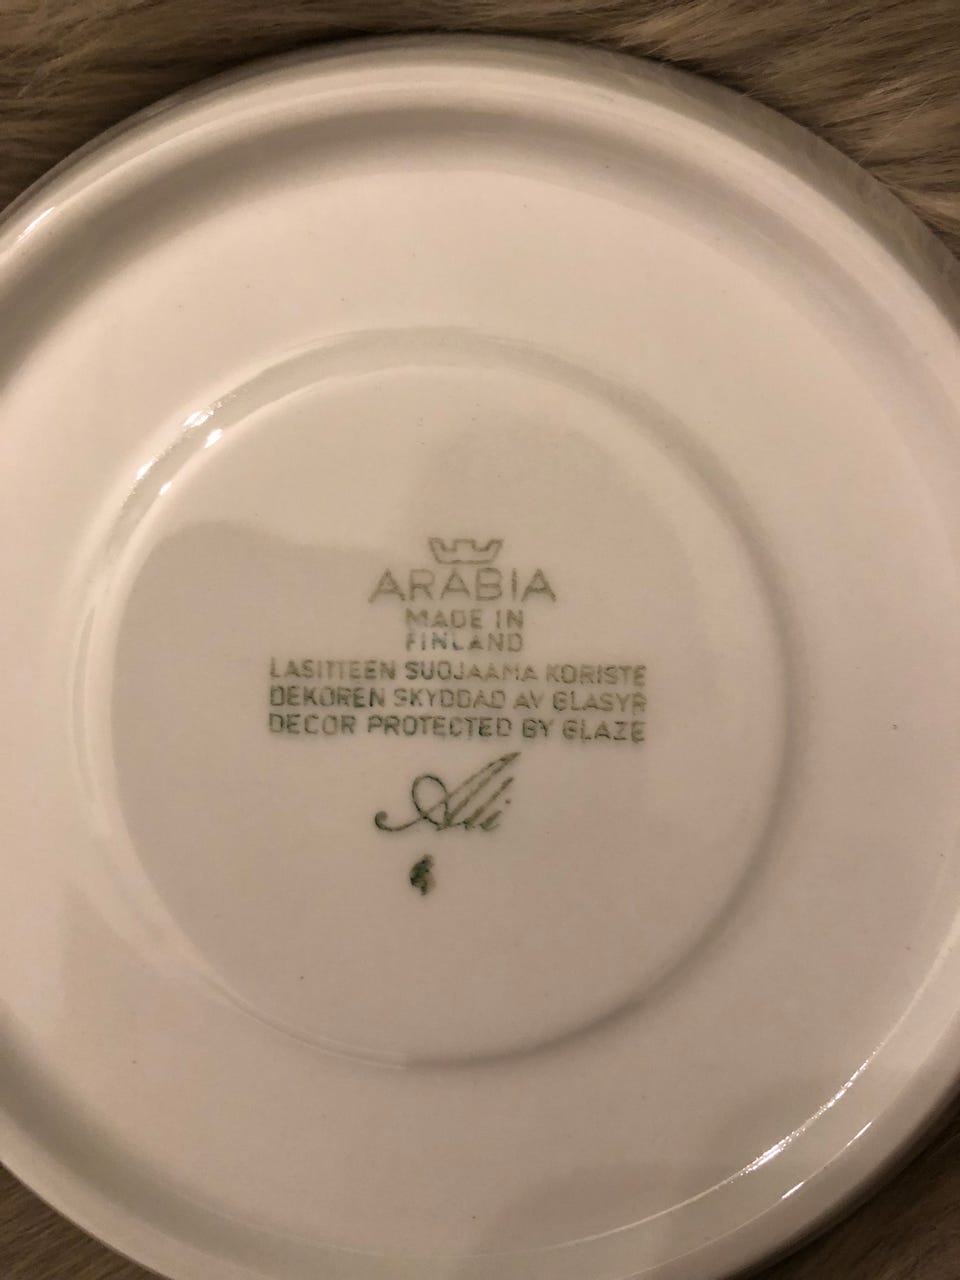 ARABIA
MADE IN
FINLAND
LASITTEEN SUOJAAMA KORISTE
DEKOREN SKYDDAD AV GLASYR
DECOR PROTECTED BY GLAZE
Ali